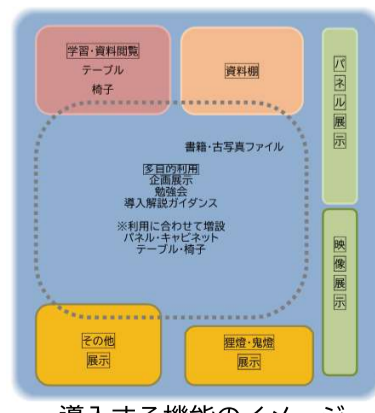 学習・資料閲覧
テーブル
椅子
資料棚
パネル展示
書籍・古写真ファイル
多目的利用
企画展示
勉強会
導入解説ガイダンス
※利用に合わせて増設
パネル・キャビネット
テーブル・椅子
映像展示
その他
展示
狸燈・鬼燈
展示
導入する機能のイメージ